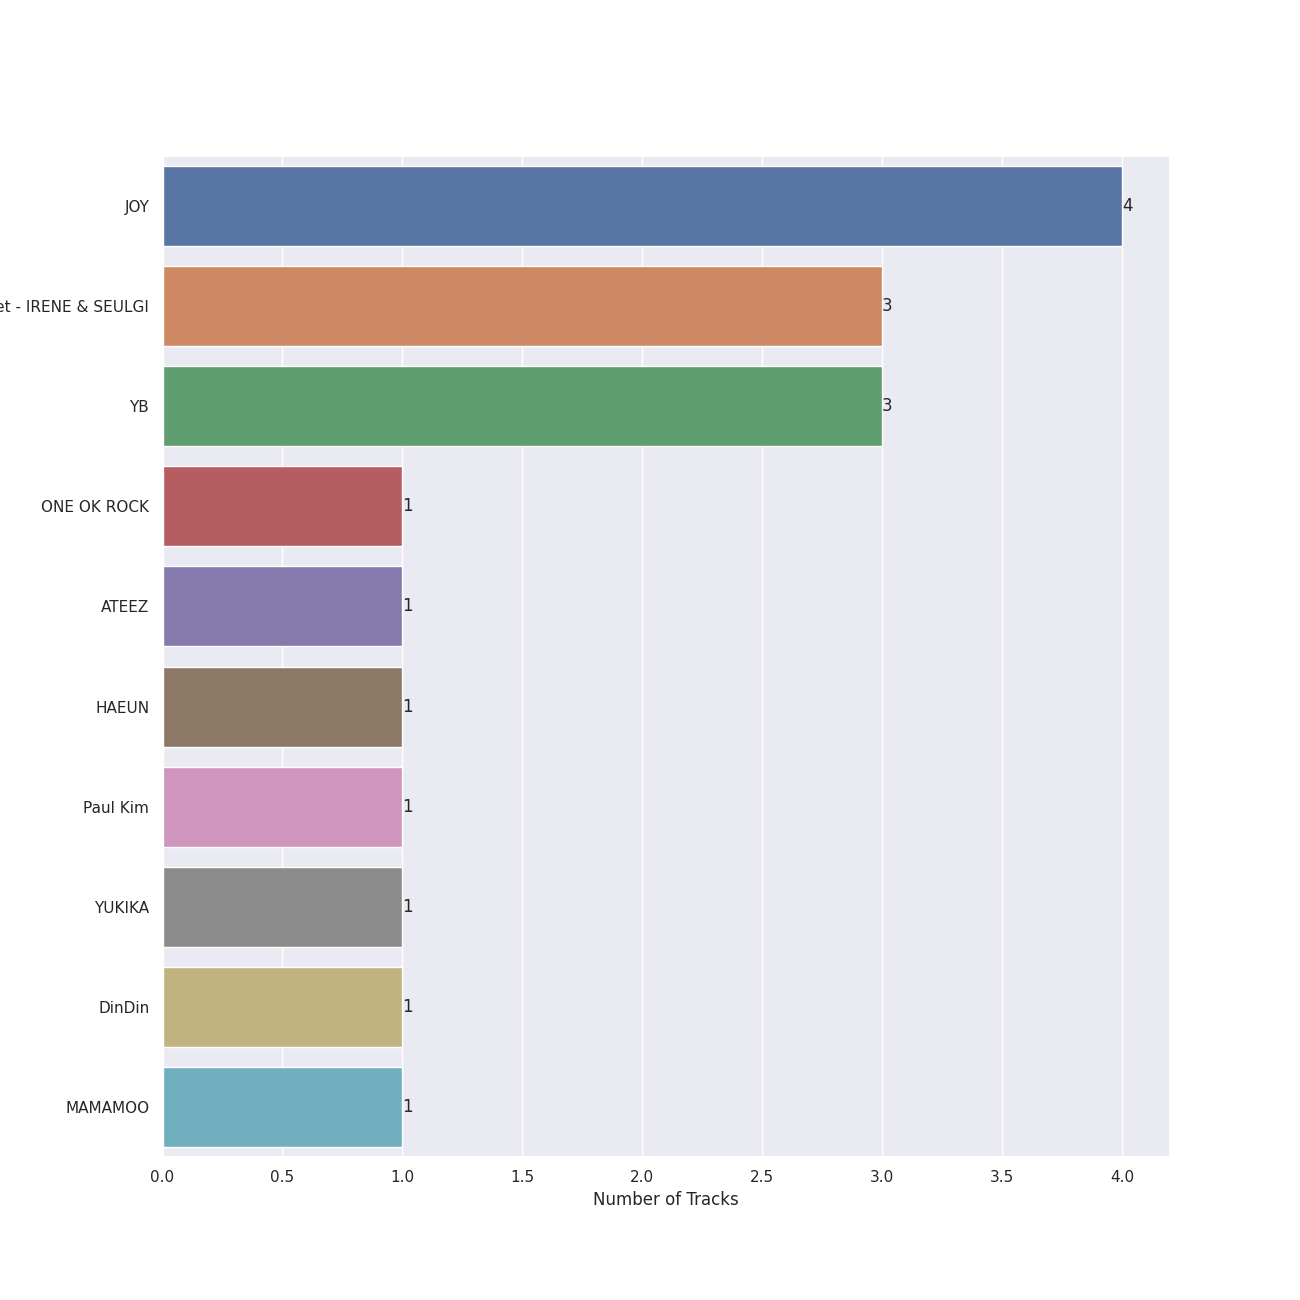 JOY
4
et - IRENE & SEULGI
3
YB
3
ONE OK ROCK
1
ATEEZ
1
HAEUN
1
Paul Kim
1
YUKIKA
1
DinDin
1
MAMAMOO
1
0.0 0.5 1.0 1.5 2.0 2.5 3.0 3.5 4.0
Number of Tracks